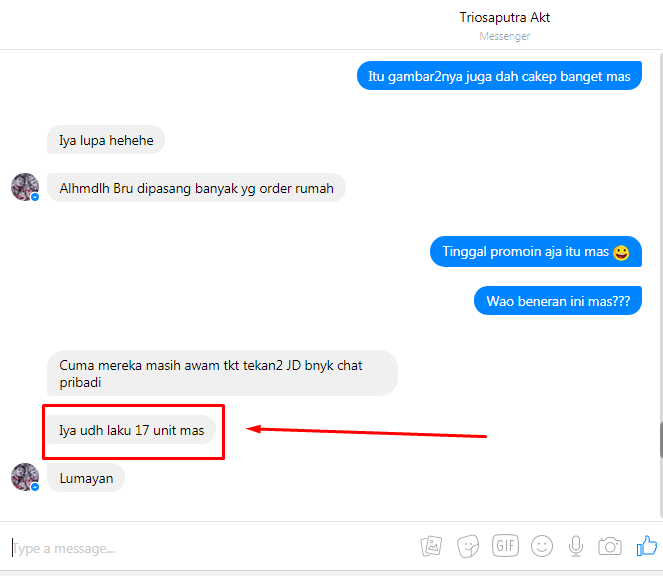 Triosaputra Akt
Messenger
Itu gambar2nya juga dah cakep banget mas
Iya lupa hehehe
Alhmdlh Bru dipasang banyak yg order rumah
Tinggal promoin aja itu mas 😀
Wao beneran ini mas???
Cuma mereka masih awam tkt tekan2 JD bnyk chat
pribadi
Iya udh laku 17 unit mas
Lumayan
Type a message...
GIF